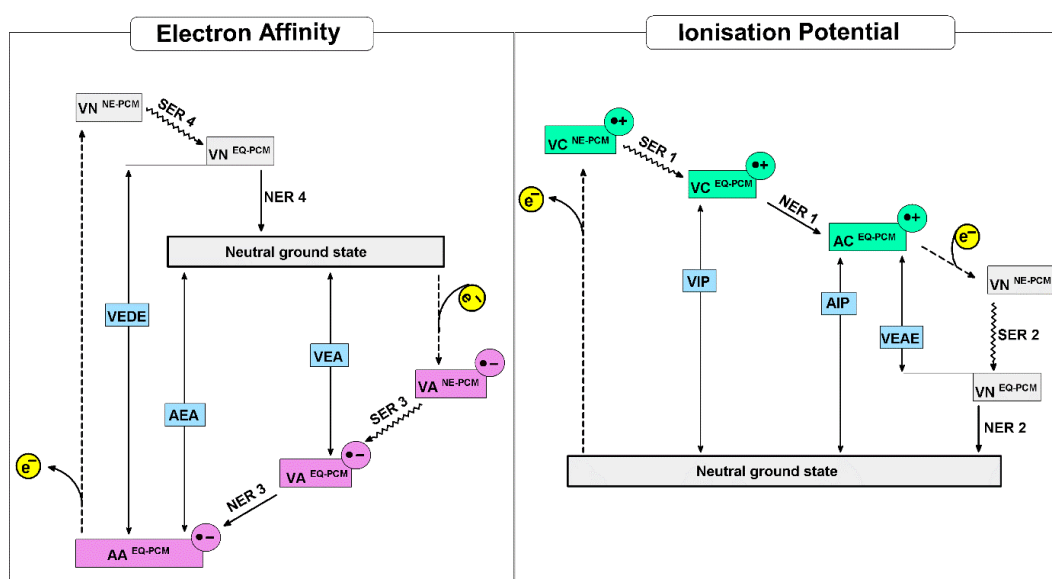 Electron Affinity
VN NE-PCM
SER 4
VN EQ-PCM
NER 4
Neutral ground state
e⁻
VEDE
VEA
•−
VA NE-PCM
AEA
SER 3
•−
VA EQ-PCM
e⁻
NER 3
•−
AA EQ-PCM
Ionisation Potential
•+
VC NE-PCM
SER 1
•+
VC EQ-PCM
e⁻
NER 1
•+
AC EQ-PCM
e⁻
VN NE-PCM
VIP
AIP
VEAE
SER 2
VN EQ-PCM
NER 2
Neutral ground state